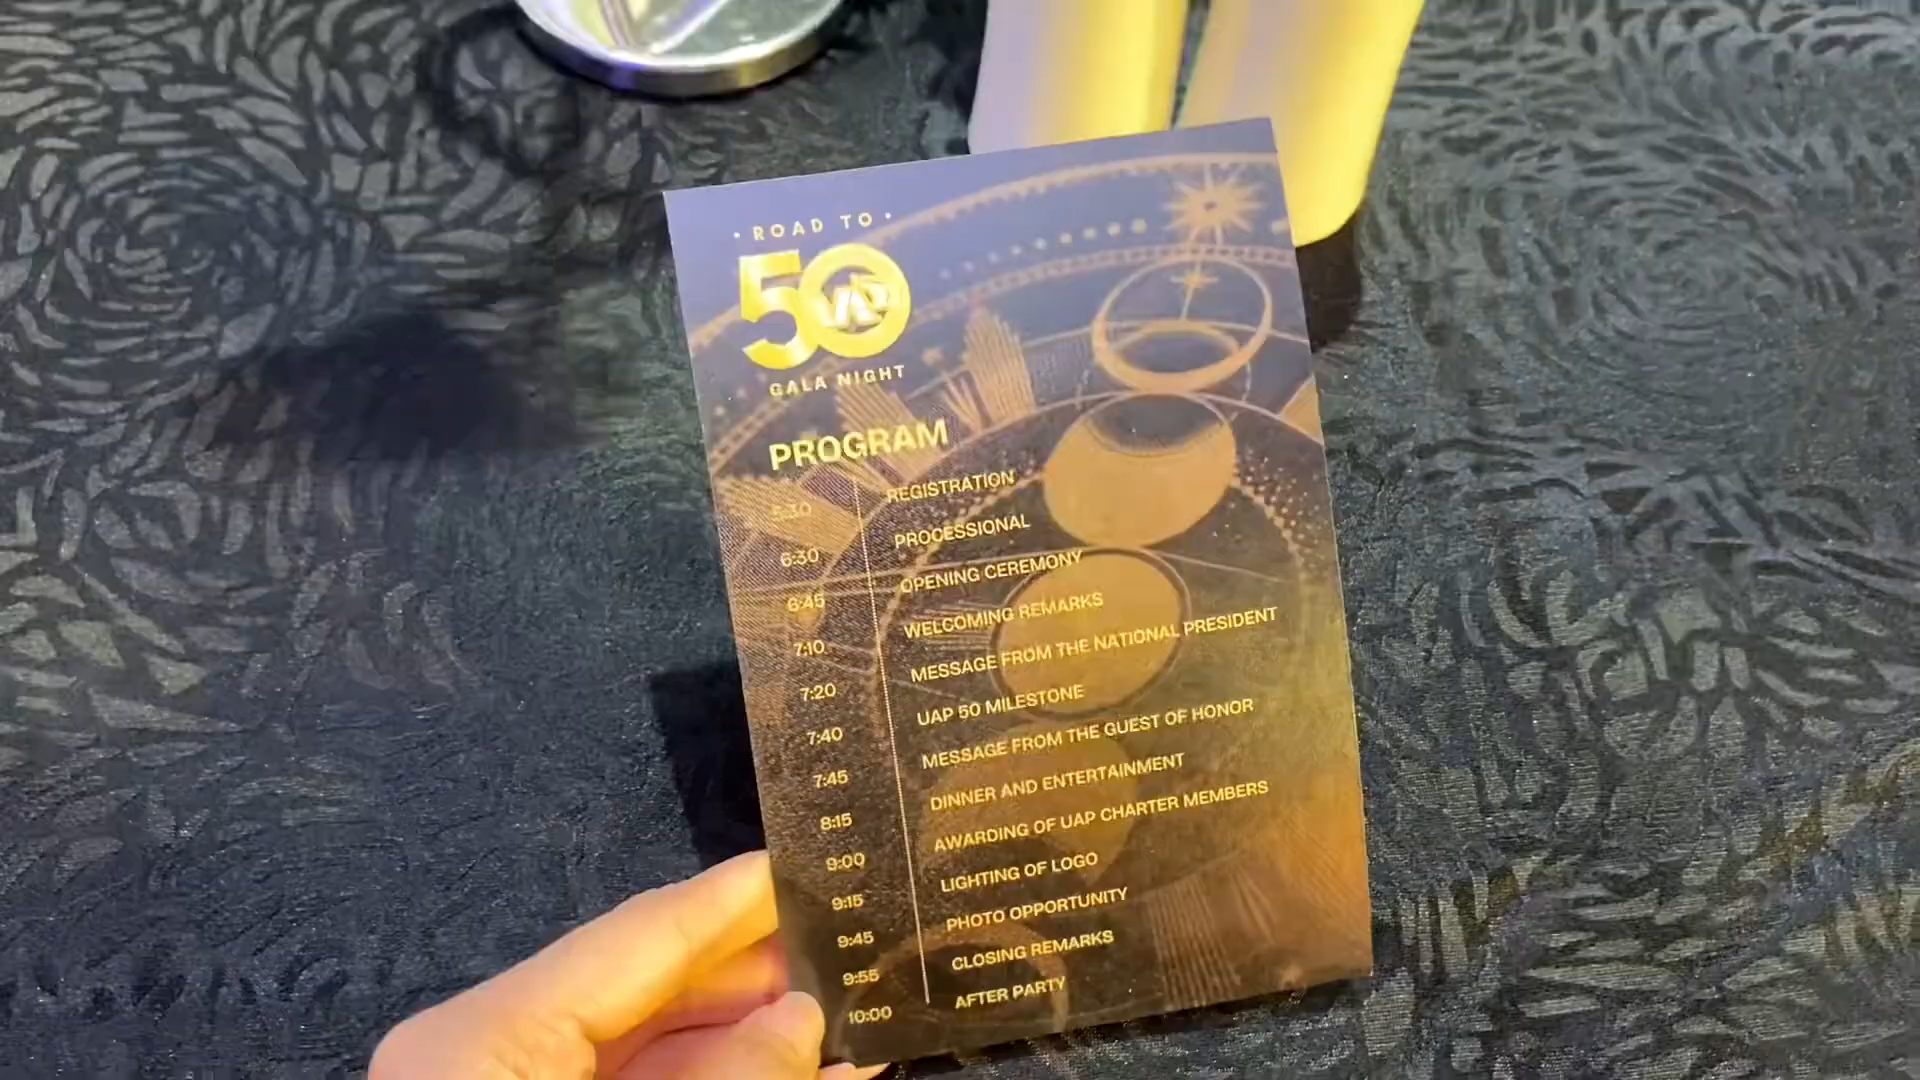 • ROAD TO •
50
UAP
GALA NIGHT
PROGRAM
5:30 REGISTRATION
6:30 PROCESSIONAL
6:45 OPENING CEREMONY
7:10 WELCOMING REMARKS
7:20 MESSAGE FROM THE NATIONAL PRESIDENT
7:40 UAP 50 MILESTONE
7:45 MESSAGE FROM THE GUEST OF HONOR
8:15 DINNER AND ENTERTAINMENT
9:00 AWARDING OF UAP CHARTER MEMBERS
9:15 LIGHTING OF LOGO
9:45 PHOTO OPPORTUNITY
9:55 CLOSING REMARKS
10:00 AFTER PARTY